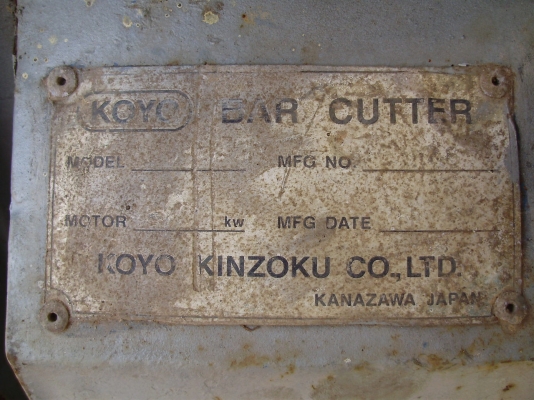 KOYO BAR CUTTER
MODEL MFG NO
MOTOR kw MFG DATE
KOYO KINZOKU CO., LTD.
KANAZAWA JAPAN